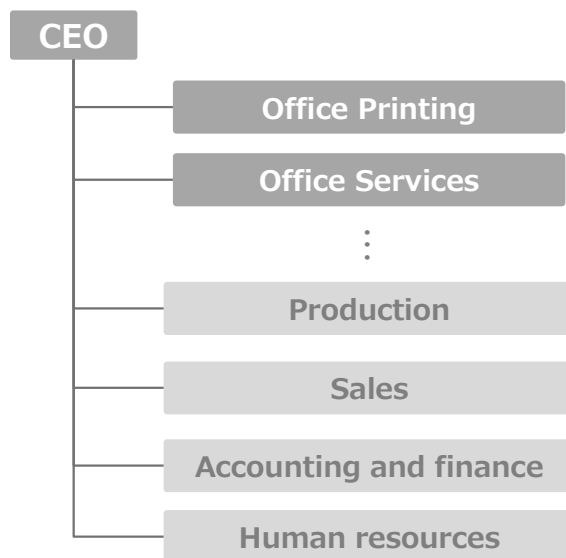 CEO
Office Printing
Office Services
⋮
Production
Sales
Accounting and finance
Human resources